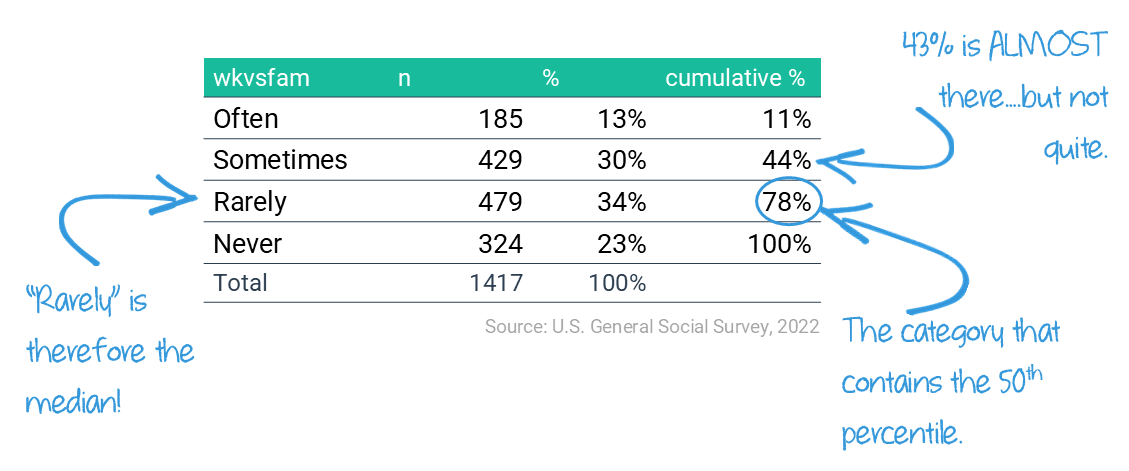 43% is ALMOST
there....but not
quite.
wkvsfam n % cumulative %
Often 185 13% 11%
Sometimes 429 30% 44%
Rarely 479 34% 78%
Never 324 23% 100%
Total 1417 100%
Source: U.S. General Social Survey, 2022
“Rarely” is
therefore the
median!
The category that
contains the 50th
percentile.